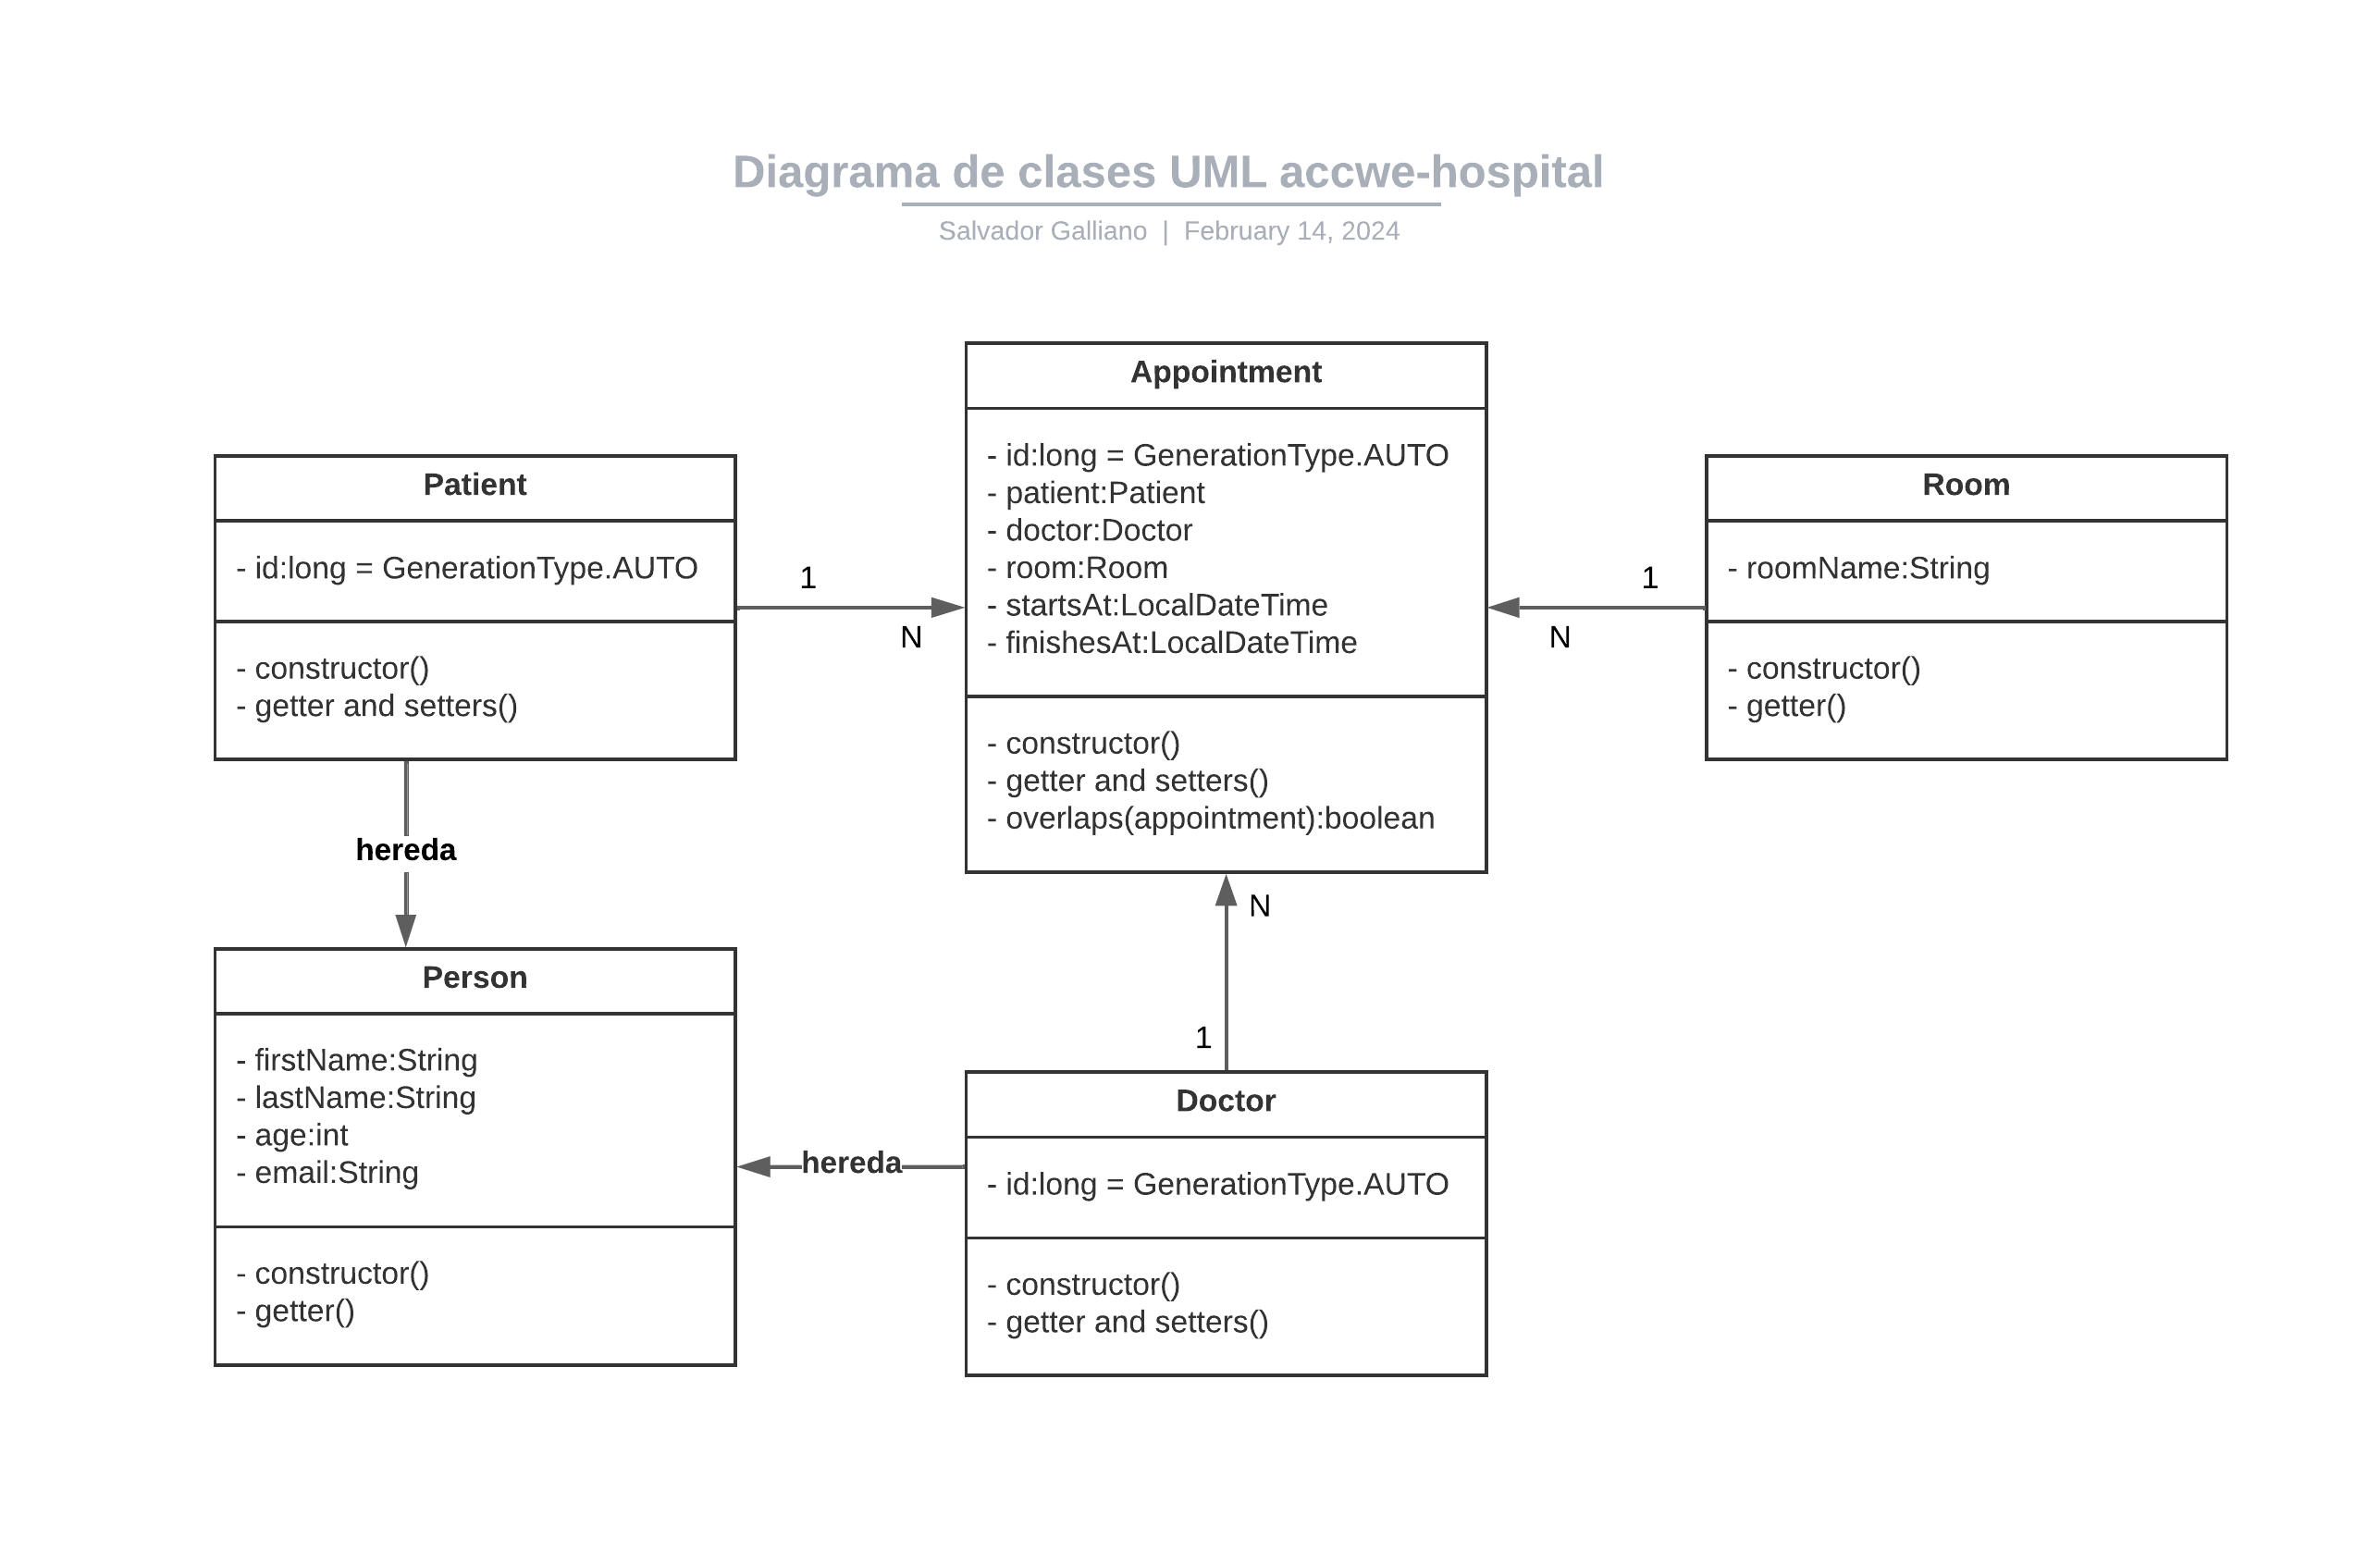 Diagrama de clases UML accwe-hospital
Salvador Galliano | February 14, 2024
Patient
- id:long = GenerationType.AUTO
- constructor()
- getter and setters()
1
N
Appointment
- id:long = GenerationType.AUTO
- patient:Patient
- doctor:Doctor
- room:Room
- startsAt:LocalDateTime
- finishesAt:LocalDateTime
- constructor()
- getter and setters()
- overlaps(appointment):boolean
1
N
Room
- roomName:String
- constructor()
- getter()
hereda
Person
- firstName:String
- lastName:String
- age:int
- email:String
- constructor()
- getter()
hereda
N
1
Doctor
- id:long = GenerationType.AUTO
- constructor()
- getter and setters()